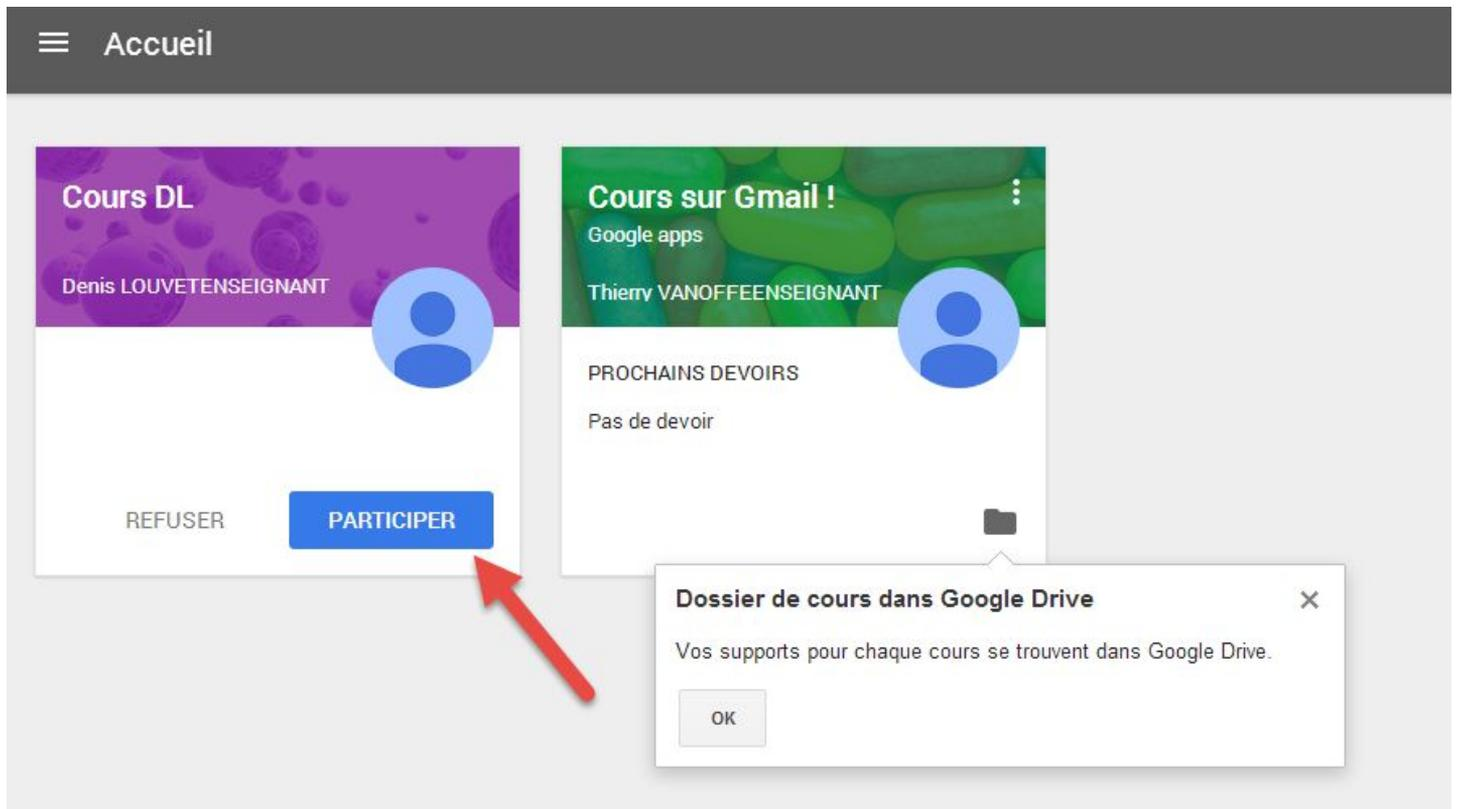 Accueil
Cours DL
Denis LOUVETENSEIGNANT
REFUSER
PARTICIPER
Cours sur Gmail !
Google apps
Thierry VANOFFEENSEIGNANT
PROCHAINS DEVOIRS
Pas de devoir
Dossier de cours dans Google Drive
Vos supports pour chaque cours se trouvent dans Google Drive.
OK